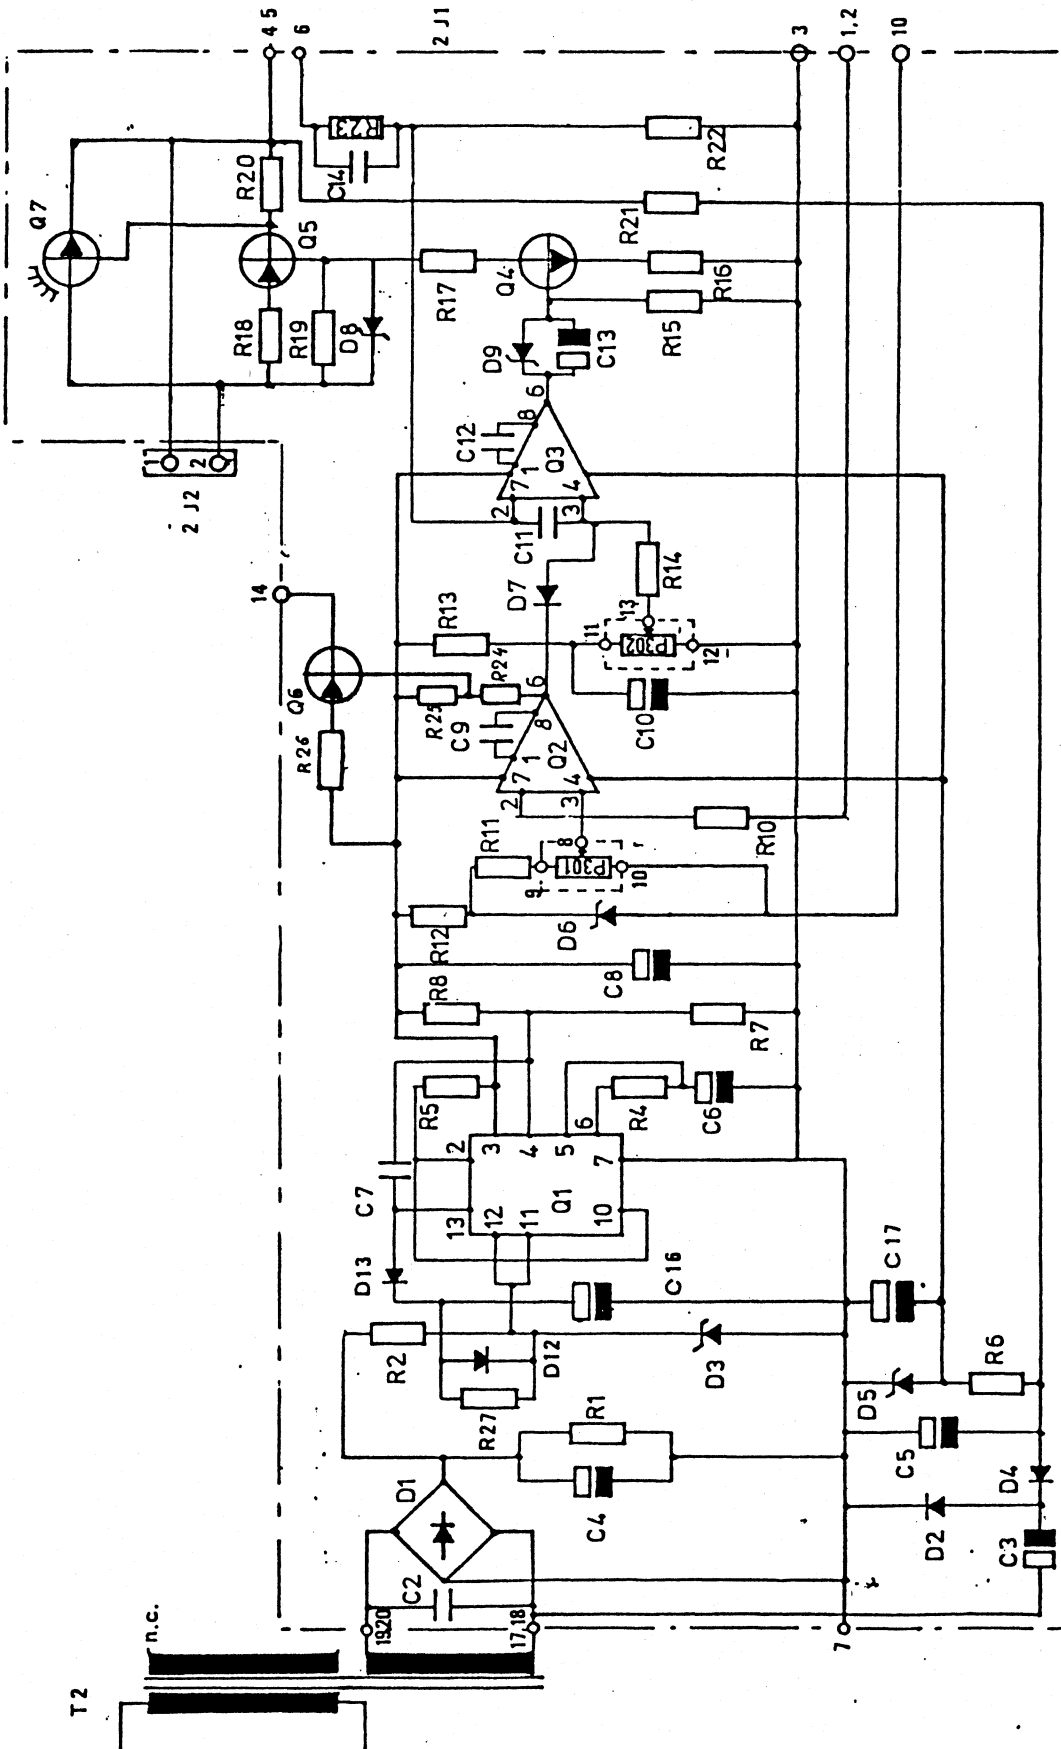 2 J1
4 5
6
3
1,2
10
Q7
R20
Q5
R23
C14
R22
R21
R18
R19
D8
R17
Q4
R16
R15
D9
C13
1
2
2 J2
C12
6
8
1
7
Q3
4
2
3
C11
14
D7
R14
R13
11
13
P302
12
Q6
R26
R25
R24
C9
6
8
1
7
Q2
4
2
3
C10
R11
8
P301
9
10
R10
R12
D6
C8
R8
R7
R5
C7
2
3
4
5
6
7
Q1
13
12
11
10
R4
C6
D13
C16
C17
R2
D12
R27
D3
R1
C4
D5
R6
C5
D4
D2
C3
D1
C2
19,20
17,18
7
n.c.
T2